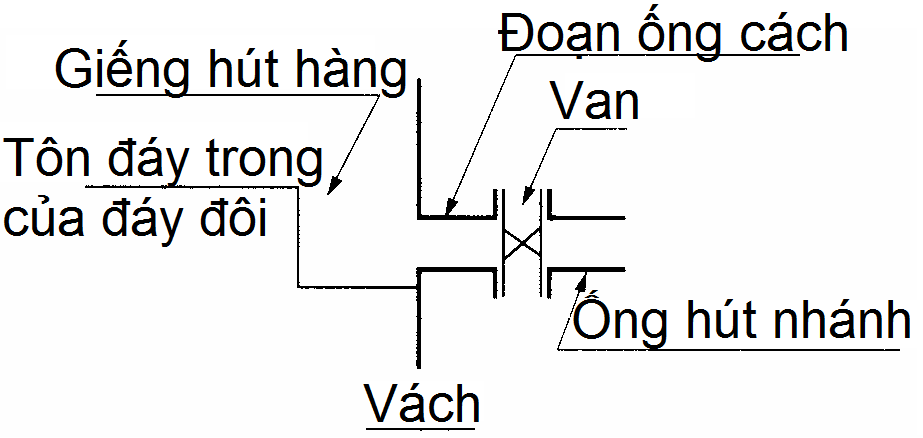 Đoạn ống cách
Giếng hút hàng
Van
Tôn đáy trong
của đáy đôi
Ống hút nhánh
Vách